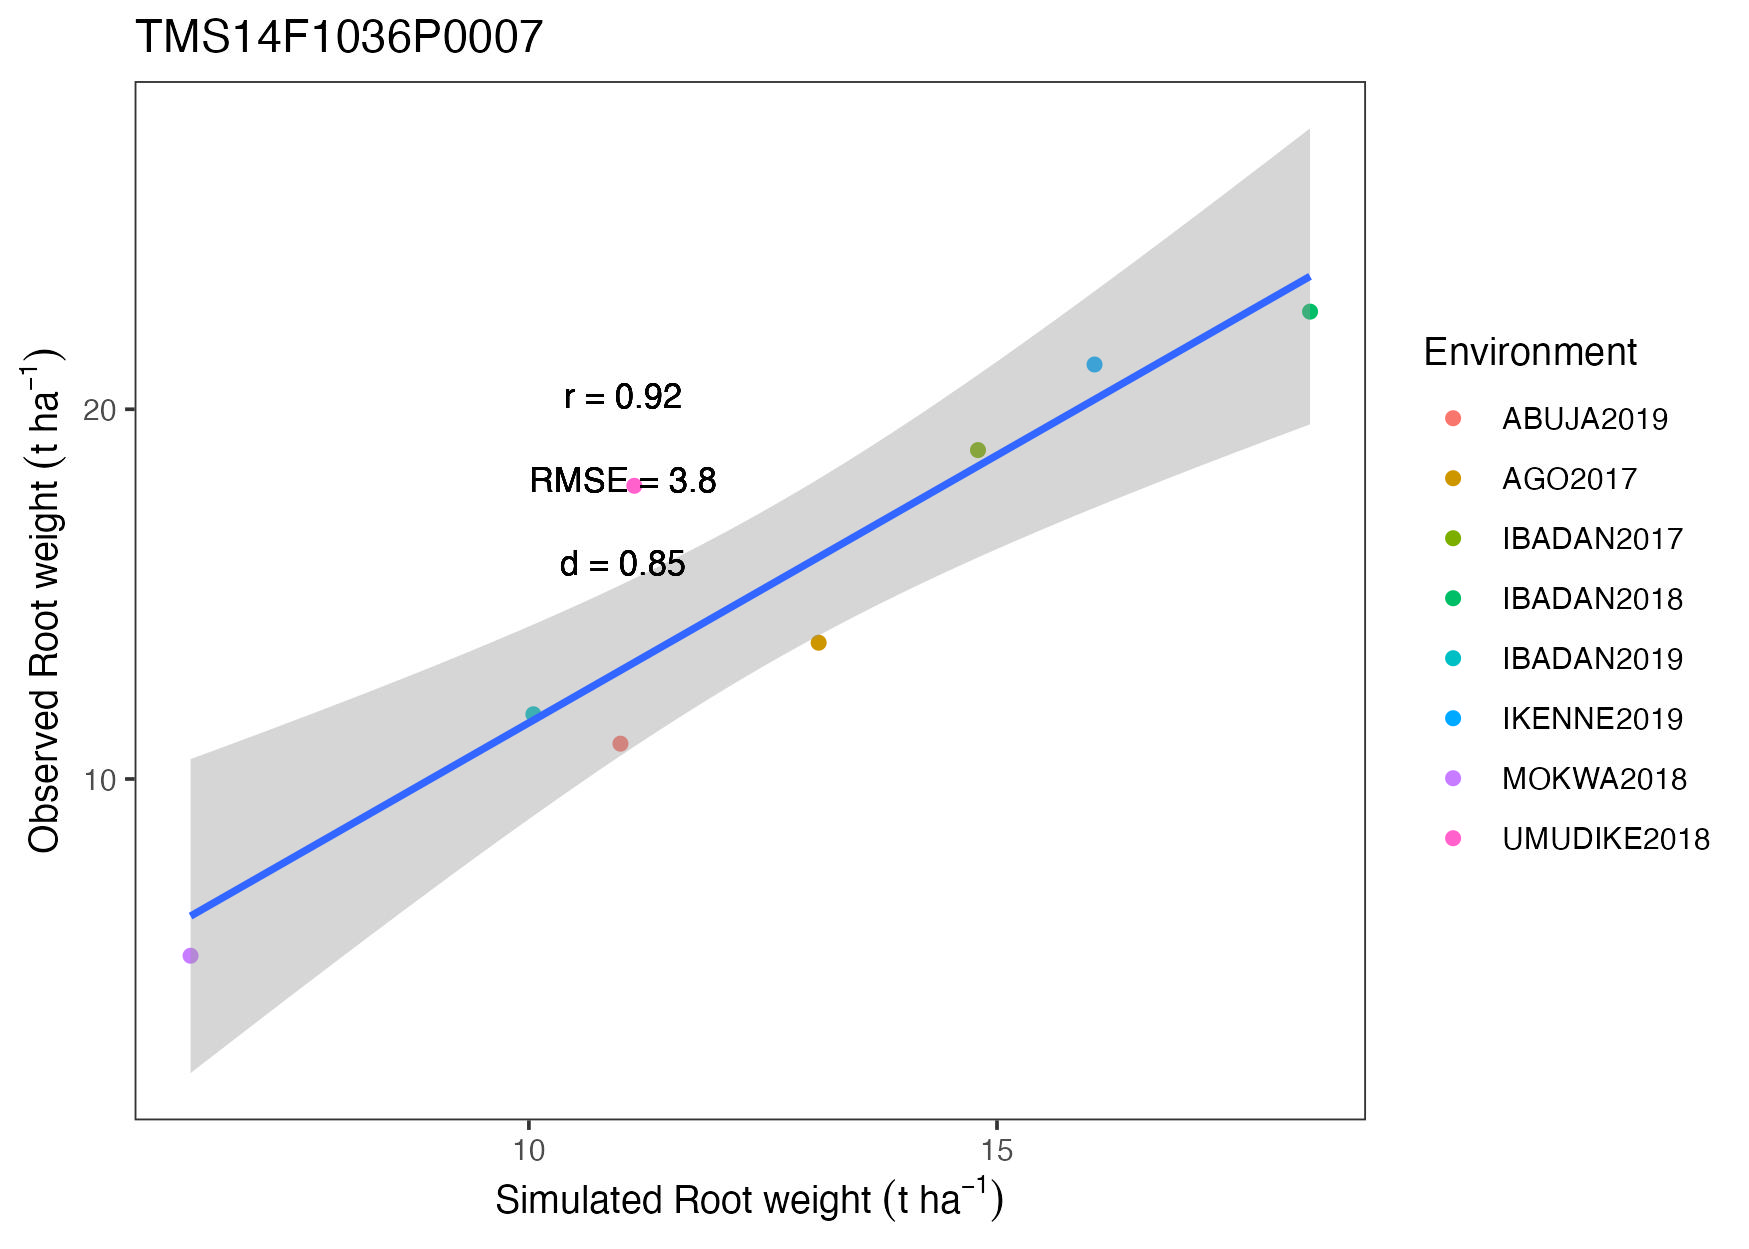 TMS14F1036P0007
Observed Root weight (t ha⁻¹)
20
10
r = 0.92
RMSE = 3.8
d = 0.85
10
15
Simulated Root weight (t ha⁻¹)
Environment
ABUJA2019
AGO2017
IBADAN2017
IBADAN2018
IBADAN2019
IKENNE2019
MOKWA2018
UMUDIKE2018